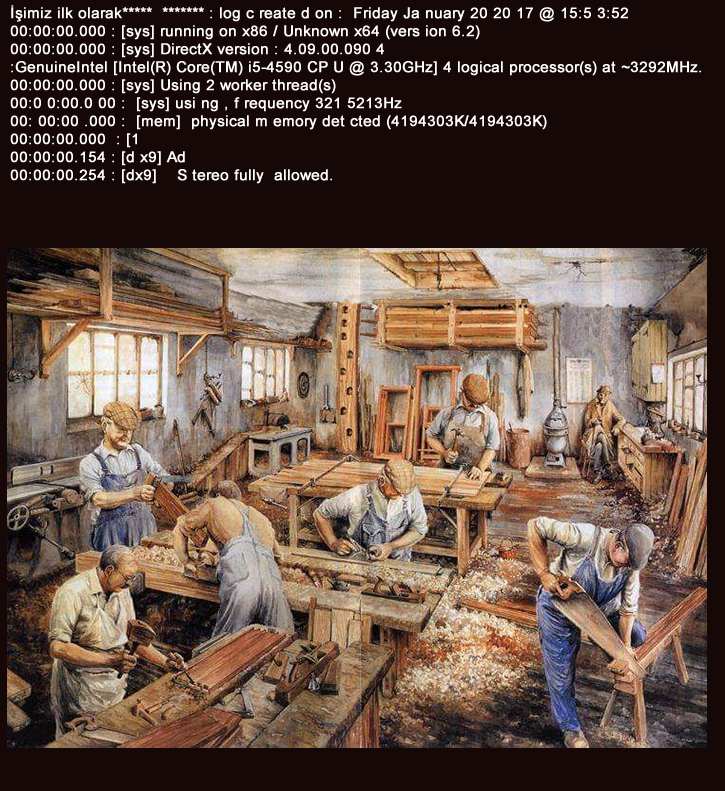 İşimiz ilk olarak*****  ******* : log c reate d on :  Friday Ja nuary 20 20 17 @ 15:5 3:52
00:00:00.000 : [sys] running on x86 / Unknown x64 (vers ion 6.2)
00:00:00.000 : [sys] DirectX version : 4.09.00.090 4
:GenuineIntel [Intel(R) Core(TM) i5-4590 CP U @ 3.30GHz] 4 logical processor(s) at ~3292MHz.
00:00:00.000 : [sys] Using 2 worker thread(s)
00:0 0:00.0 00 :  [sys] usi ng , f requency 321 5213Hz
00: 00:00 .000 :  [mem]  physical m emory det cted (4194303K/4194303K)
00:00:00.000  : [1
00:00:00.154 : [d x9] Ad
00:00:00.254 : [dx9]    S tereo fully  allowed.